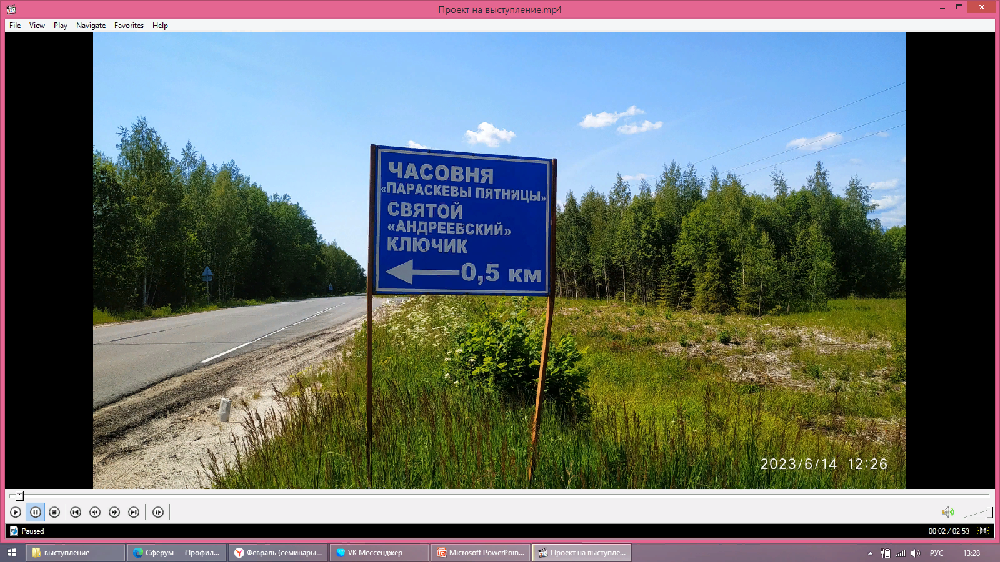 Проект на выступление.mp4
File View Play Navigate Favorites Help
ЧАСОВНЯ
«ПАРАСКЕВЫ ПЯТНИЦЫ»
СВЯТОЙ
«АНДРЕЕВСКИЙ»
КЛЮЧИК
0,5 км
2023/6/14 12:26
Paused
00:02 / 02:53
выступление
Сферум — Профил...
Февраль (семинары...
VK Мессенджер
Microsoft PowerPoin...
Проект на выступле...
РУС
13:28